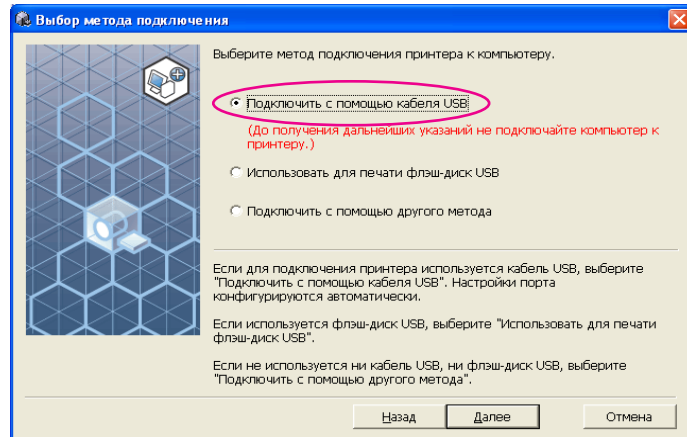 Выбор метода подключения
Выберите метод подключения принтера к компьютеру.
Подключить с помощью кабеля USB
(До получения дальнейших указаний не подключайте компьютер к
принтеру.)
Использовать для печати флэш-диск USB
Подключить с помощью другого метода
Если для подключения принтера используется кабель USB, выберите
"Подключить с помощью кабеля USB". Настройки порта
конфигурируются автоматически.
Если используется флэш-диск USB, выберите "Использовать для печати
флэш-диск USB".
Если не используется ни кабель USB, ни флэш-диск USB, выберите
"Подключить с помощью другого метода".
Назад Далее Отмена